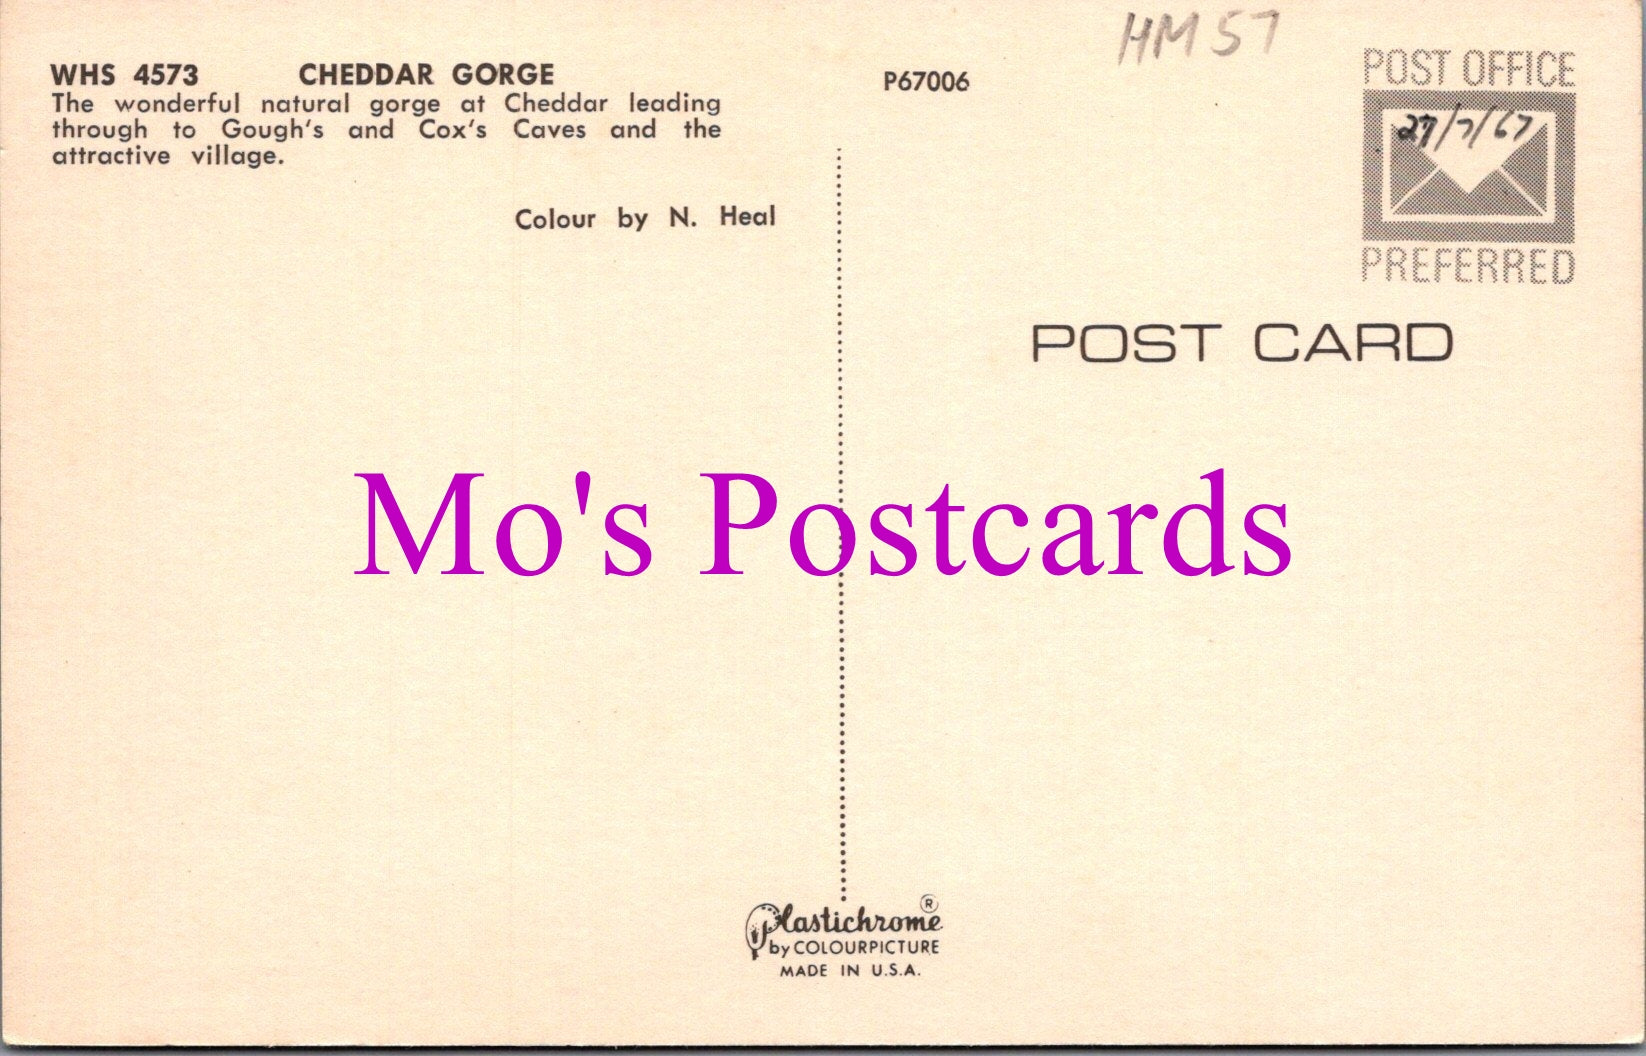 HM 57
WHS 4573 CHEDDAR GORGE
The wonderful natural gorge at Cheddar leading
through to Gough's and Cox's Caves and the
attractive village.
Colour by N. Heal
P67006
POST OFFICE
27/7/67
PREFERRED
POST CARD
Mo's Postcards
Plastichrome ®
by COLOURPICTURE
MADE IN U.S.A.